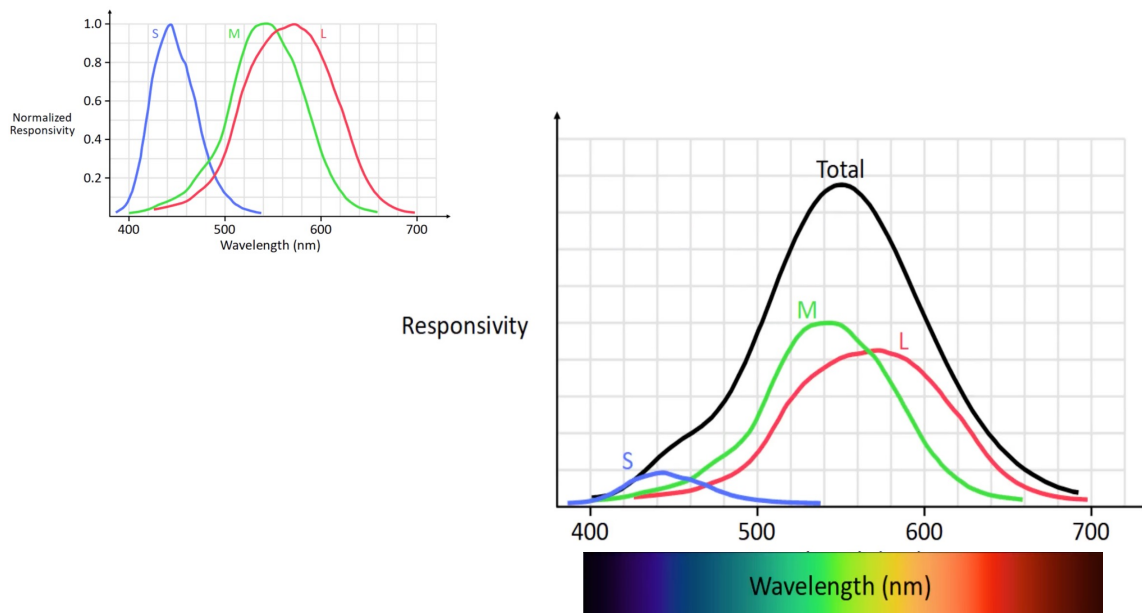 1.0
0.8
0.6
0.4
0.2
S
M
L
Normalized
Responsivity
400 500 600 700
Wavelength (nm)
Total
M
L
S
Responsivity
400 500 600 700
Wavelength (nm)